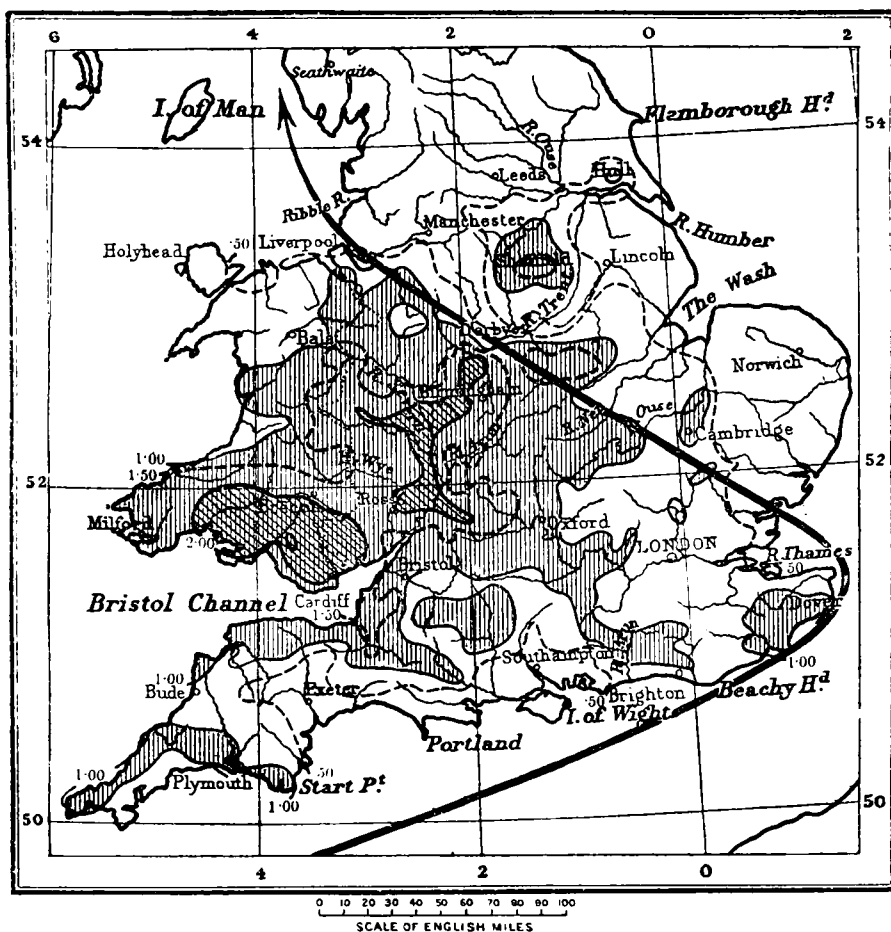 6 4 2 0 2
Seathwaite
I. of Man
Flamborough H.d
54 54
R. Ouse
Leeds
Hull
Ribble R.
Manchester
R. Humber
Holyhead
.50
Liverpool
Sheffield
Lincoln
The Wash
R. Trent
Derby
Bala
Norwich
Birmingham
Ouse
R. Nen
Cambridge
R. Wye
1.00
1.50
52 52
Ross
Milford
Oxford
2.00
LONDON
R. Thames
Bristol
.50
Bristol Channel
Cardiff
1.50
Dover
Southampton
1.00
1.00
Bude
Exeter
.50
Brighton
Beachy H.d
I. of Wight
Portland
1.00
Plymouth
.50
Start P.t
1.00
50 50
4 2 0
0 10 20 30 40 50 60 70 80 90 100
SCALE OF ENGLISH MILES